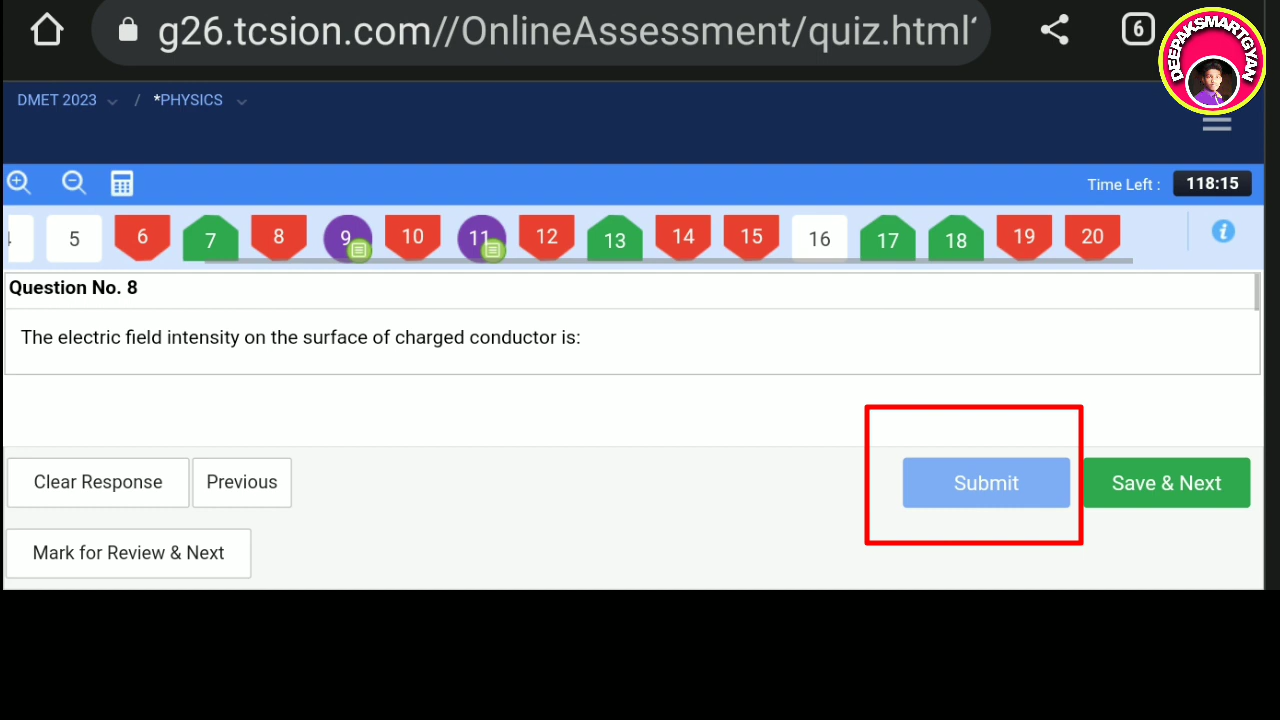 g26.tcsion.com//OnlineAssessment/quiz.html
6
DEEPAKSMARTGYAN
DMET 2023 / *PHYSICS
Time Left : 118:15
5 6 7 8 9 10 11 12 13 14 15 16 17 18 19 20 i
Question No. 8
The electric field intensity on the surface of charged conductor is:
Clear Response Previous Submit Save & Next
Mark for Review & Next